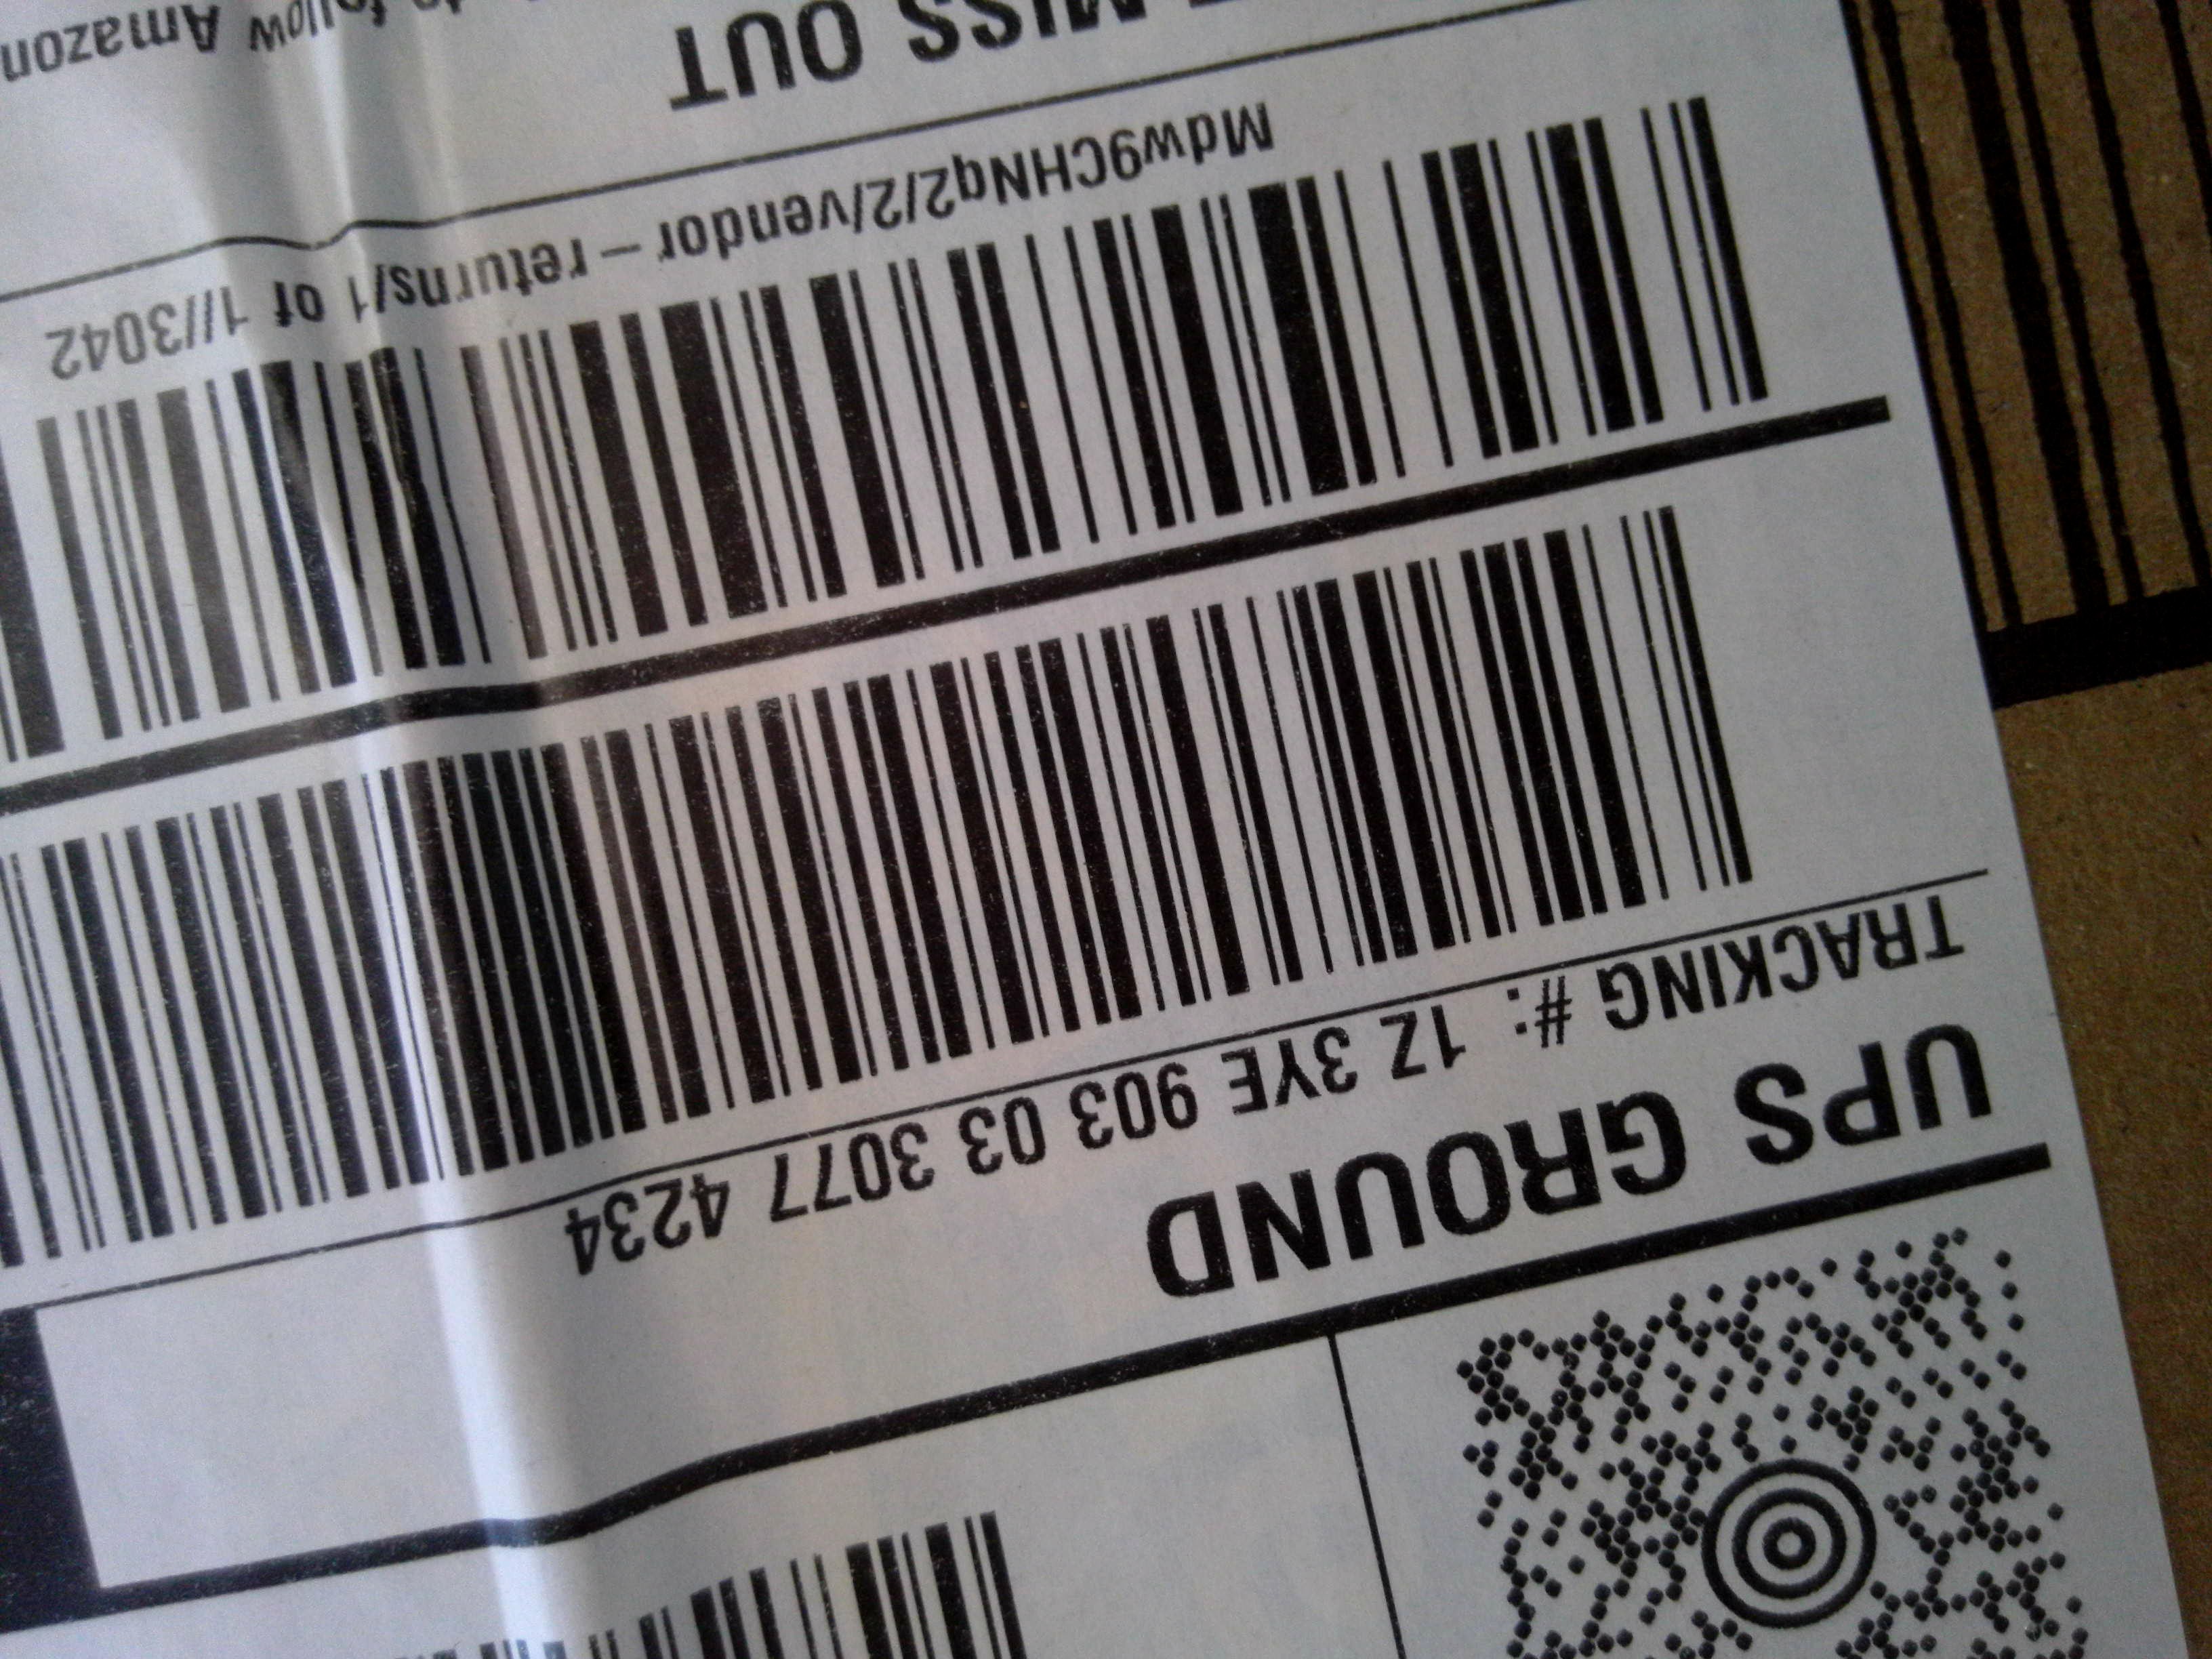 UPS GROUND
TRACKING #: 1Z 3YE 903 03 3077 4234
Mdw9CHNq2/2/vendor – returns/1 of 1//3042
MISS OUT
follow Amazon